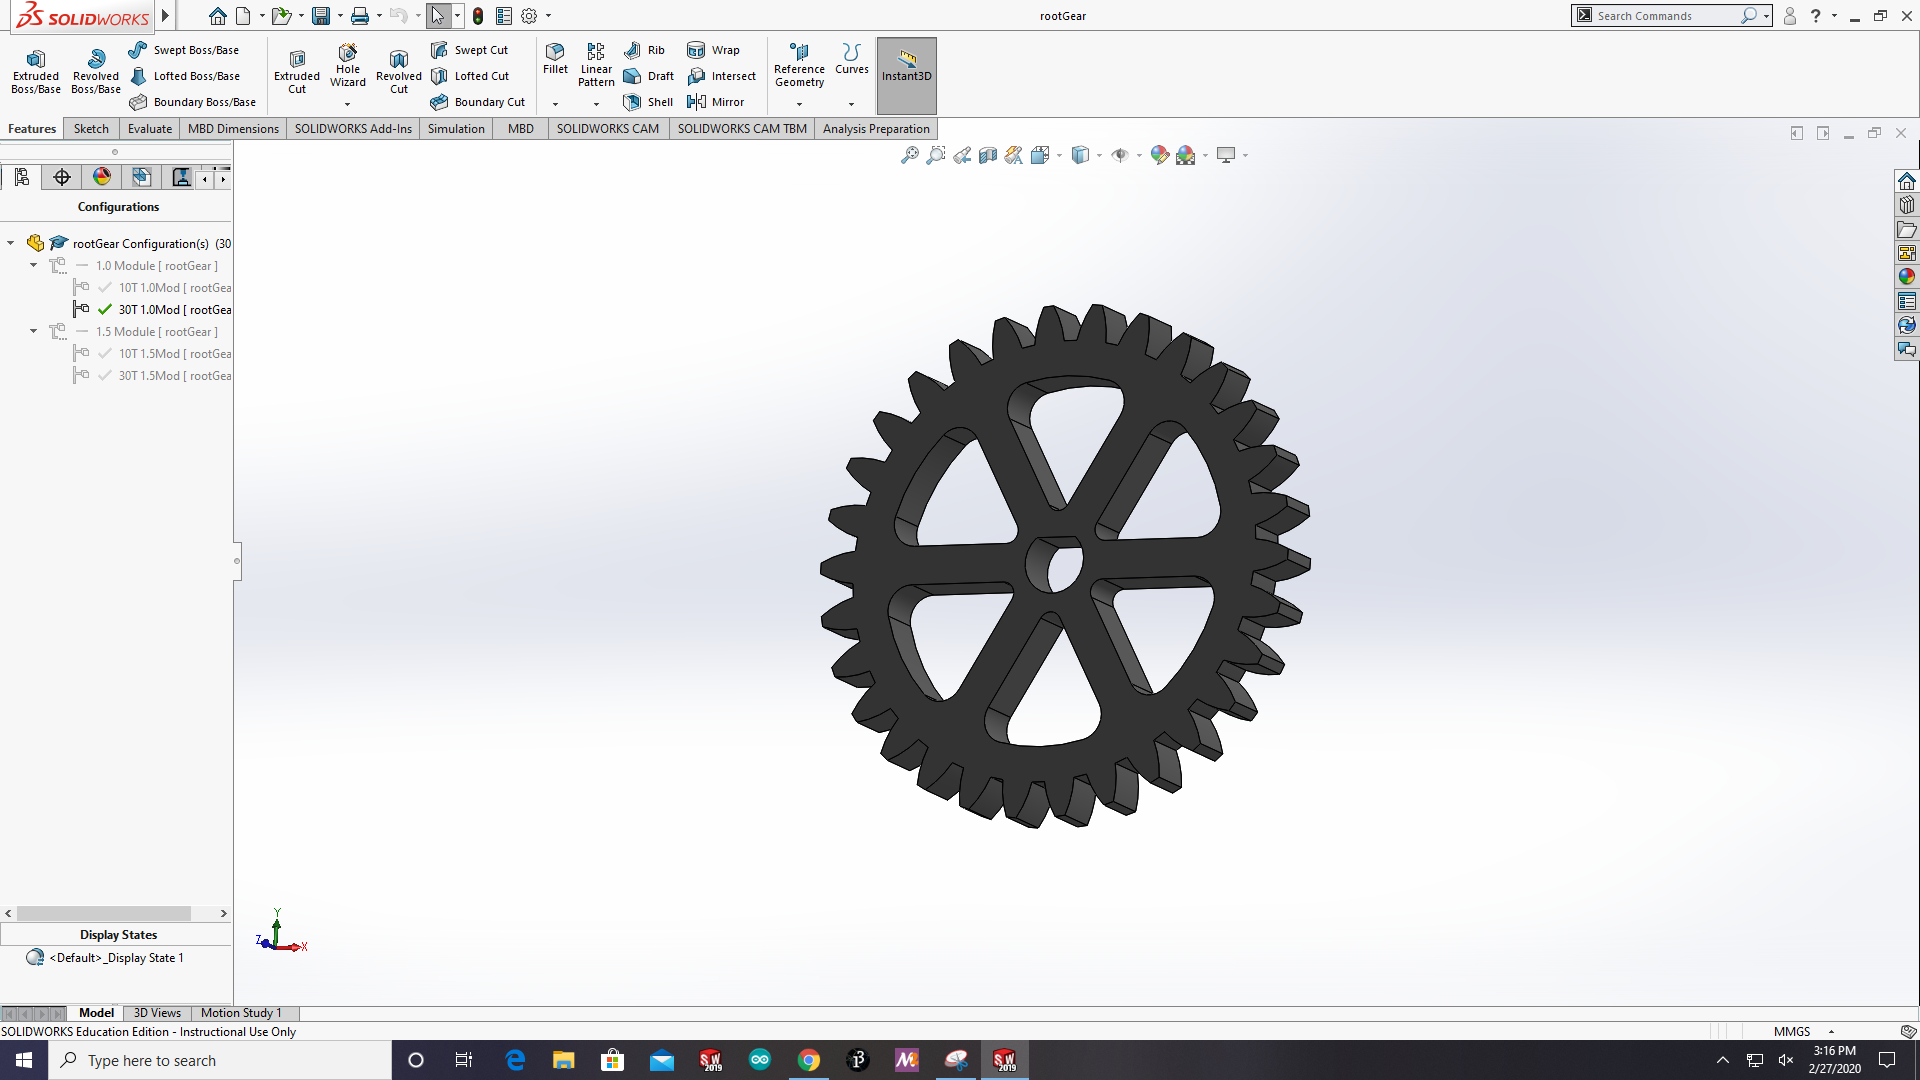 SOLIDWORKS
rootGear
Search Commands
Extruded Boss/Base
Revolved Boss/Base
Swept Boss/Base
Lofted Boss/Base
Boundary Boss/Base
Extruded Cut
Hole Wizard
Revolved Cut
Swept Cut
Lofted Cut
Boundary Cut
Fillet
Linear Pattern
Rib
Draft
Shell
Wrap
Intersect
Mirror
Reference Geometry
Curves
Instant3D
Features
Sketch
Evaluate
MBD Dimensions
SOLIDWORKS Add-Ins
Simulation
MBD
SOLIDWORKS CAM
SOLIDWORKS CAM TBM
Analysis Preparation
Configurations
rootGear Configuration(s) (30
1.0 Module [ rootGear ]
10T 1.0Mod [ rootGea
30T 1.0Mod [ rootGea
1.5 Module [ rootGear ]
10T 1.5Mod [ rootGea
30T 1.5Mod [ rootGea
Y
Z
X
Display States
<Default>_Display State 1
Model
3D Views
Motion Study 1
SOLIDWORKS Education Edition - Instructional Use Only
MMGS
Type here to search
SW 2019
SW 2019
3:16 PM
2/27/2020